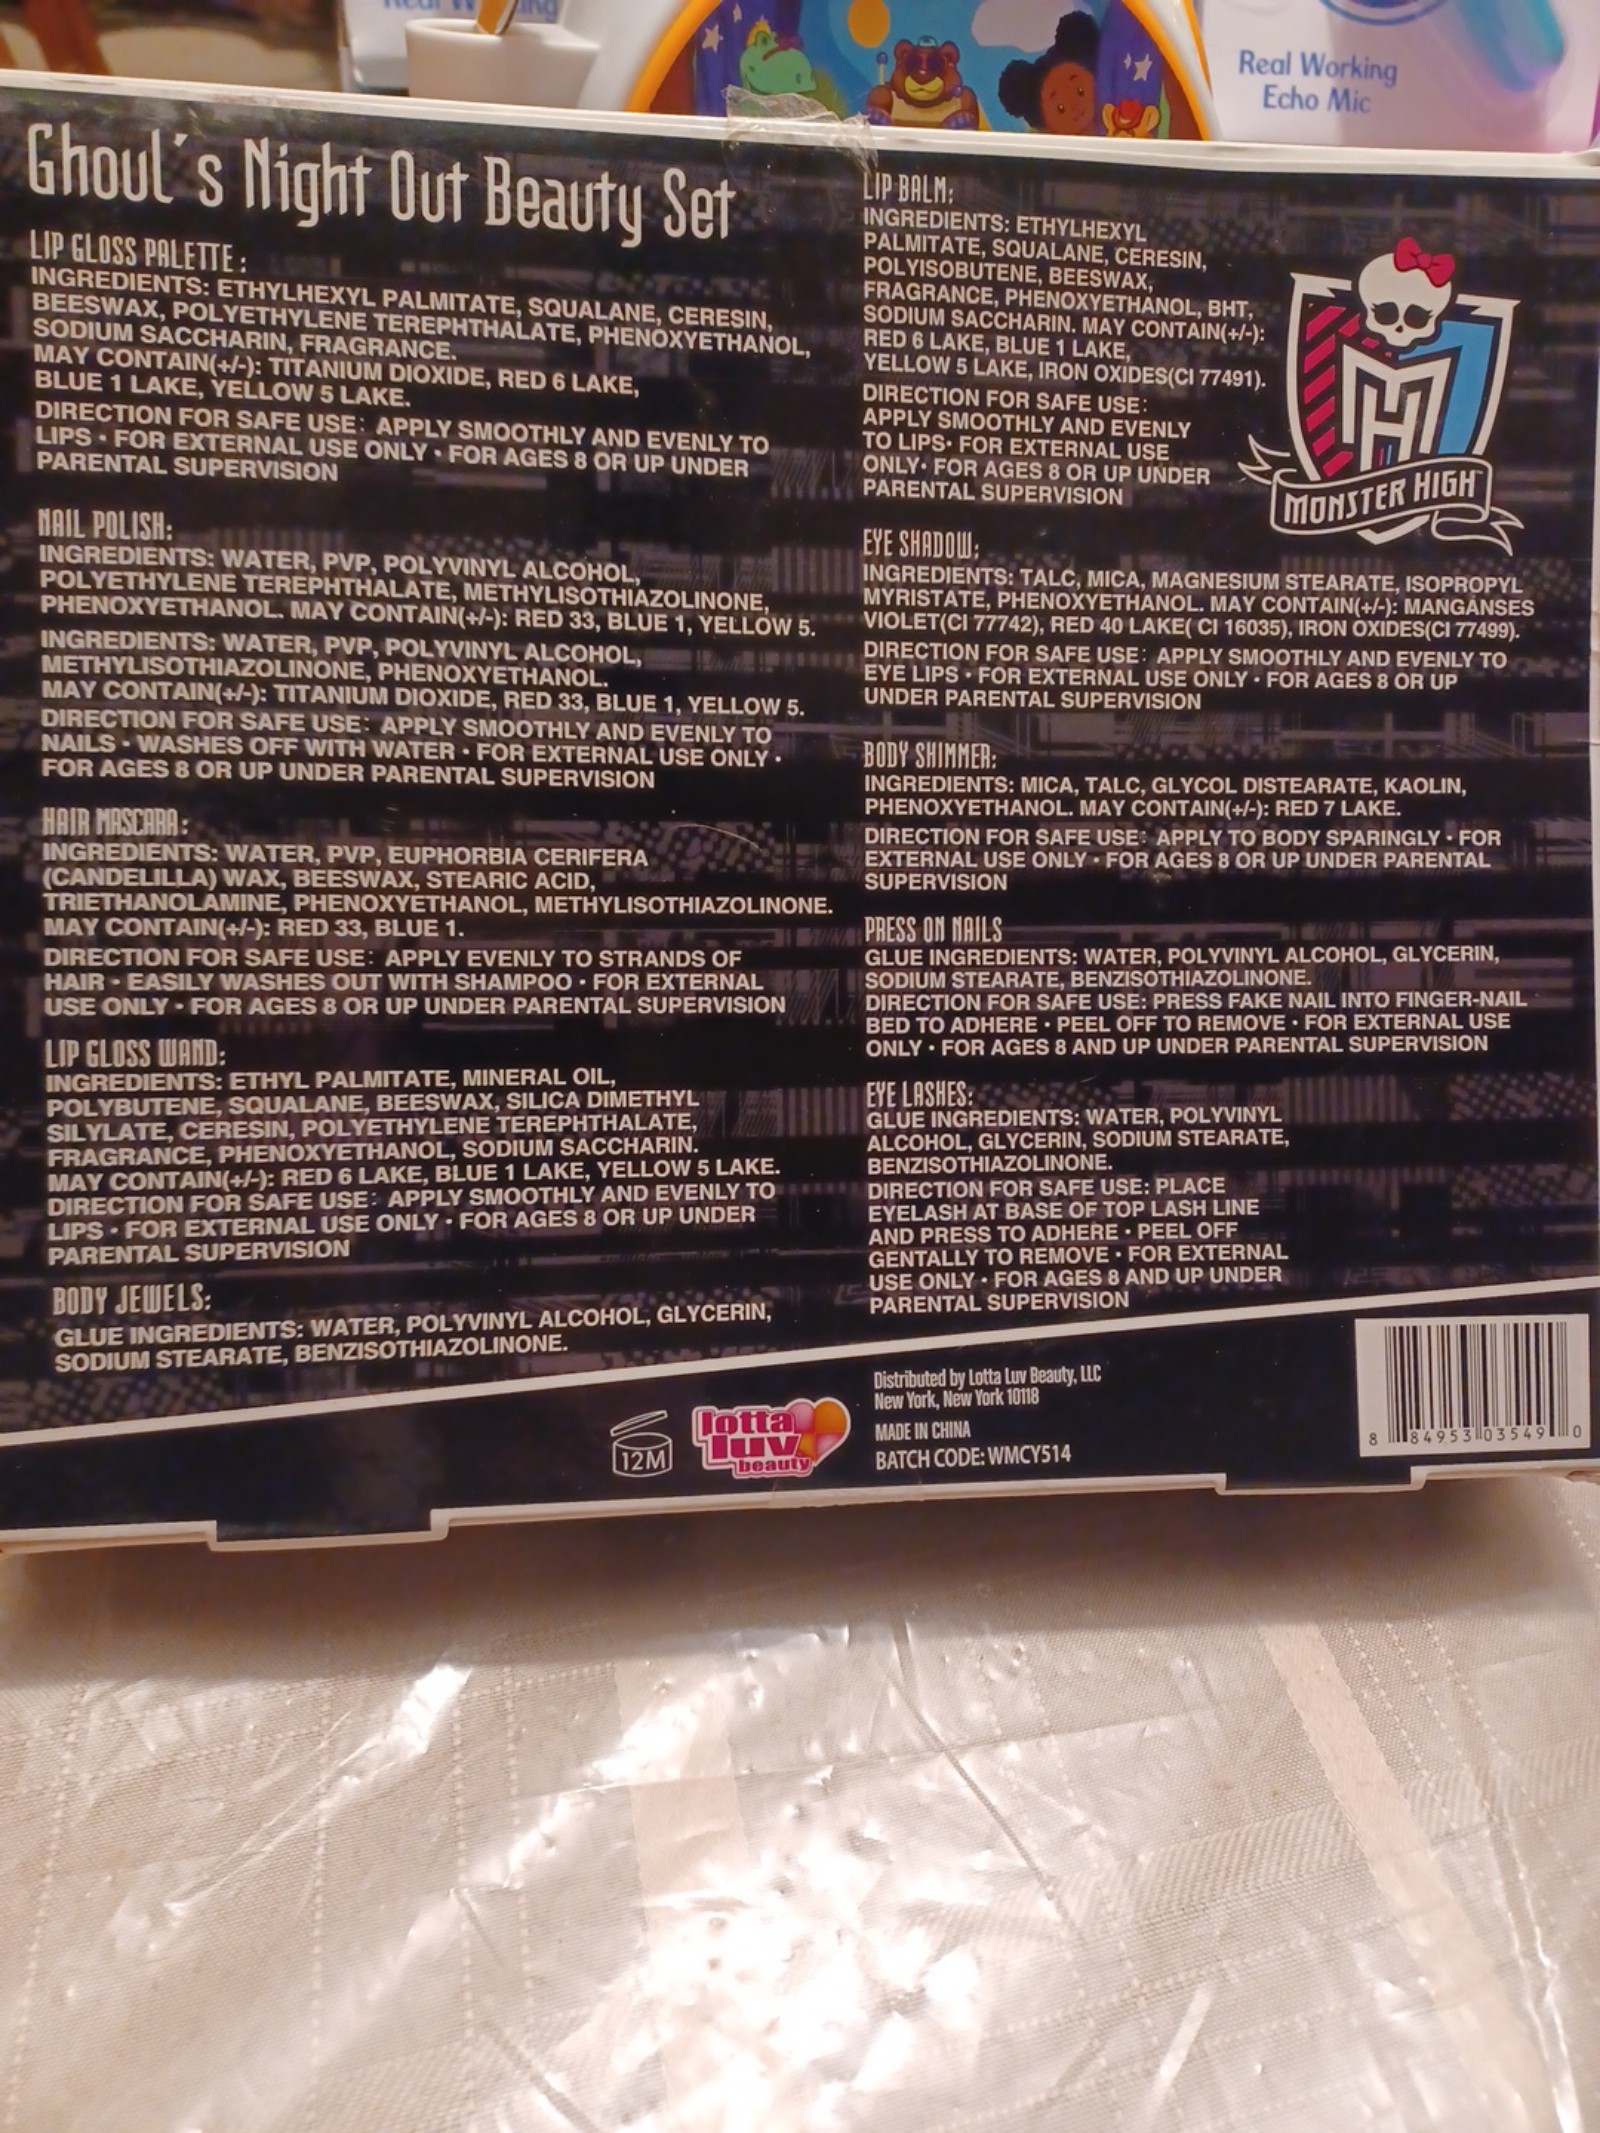 Real Working
Echo Mic
Ghoul's Night Out Beauty Set
LIP GLOSS PALETTE:
INGREDIENTS: ETHYLHEXYL PALMITATE, SQUALANE, CERESIN,
BEESWAX, POLYETHYLENE TEREPHTHALATE, PHENOXYETHANOL,
SODIUM SACCHARIN, FRAGRANCE.
MAY CONTAIN(+/-): TITANIUM DIOXIDE, RED 6 LAKE,
BLUE 1 LAKE, YELLOW 5 LAKE.
DIRECTION FOR SAFE USE: APPLY SMOOTHLY AND EVENLY TO
LIPS • FOR EXTERNAL USE ONLY • FOR AGES 8 OR UP UNDER
PARENTAL SUPERVISION
NAIL POLISH:
INGREDIENTS: WATER, PVP, POLYVINYL ALCOHOL,
POLYETHYLENE TEREPHTHALATE, METHYLISOTHIAZOLINONE,
PHENOXYETHANOL. MAY CONTAIN(+/-): RED 33, BLUE 1, YELLOW 5.
INGREDIENTS: WATER, PVP, POLYVINYL ALCOHOL,
METHYLISOTHIAZOLINONE, PHENOXYETHANOL.
MAY CONTAIN(+/-): TITANIUM DIOXIDE, RED 33, BLUE 1, YELLOW 5.
DIRECTION FOR SAFE USE: APPLY SMOOTHLY AND EVENLY TO
NAILS • WASHES OFF WITH WATER • FOR EXTERNAL USE ONLY •
FOR AGES 8 OR UP UNDER PARENTAL SUPERVISION
HAIR MASCARA:
INGREDIENTS: WATER, PVP, EUPHORBIA CERIFERA
(CANDELILLA) WAX, BEESWAX, STEARIC ACID,
TRIETHANOLAMINE, PHENOXYETHANOL, METHYLISOTHIAZOLINONE.
MAY CONTAIN(+/-): RED 33, BLUE 1.
DIRECTION FOR SAFE USE: APPLY EVENLY TO STRANDS OF
HAIR • EASILY WASHES OUT WITH SHAMPOO • FOR EXTERNAL
USE ONLY • FOR AGES 8 OR UP UNDER PARENTAL SUPERVISION
LIP GLOSS WAND:
INGREDIENTS: ETHYL PALMITATE, MINERAL OIL,
POLYBUTENE, SQUALANE, BEESWAX, SILICA DIMETHYL
SILYLATE, CERESIN, POLYETHYLENE TEREPHTHALATE,
FRAGRANCE, PHENOXYETHANOL, SODIUM SACCHARIN.
MAY CONTAIN(+/-): RED 6 LAKE, BLUE 1 LAKE, YELLOW 5 LAKE.
DIRECTION FOR SAFE USE: APPLY SMOOTHLY AND EVENLY TO
LIPS • FOR EXTERNAL USE ONLY • FOR AGES 8 OR UP UNDER
PARENTAL SUPERVISION
BODY JEWELS:
GLUE INGREDIENTS: WATER, POLYVINYL ALCOHOL, GLYCERIN,
SODIUM STEARATE, BENZISOTHIAZOLINONE.
LIP BALM:
INGREDIENTS: ETHYLHEXYL
PALMITATE, SQUALANE, CERESIN,
POLYISOBUTENE, BEESWAX,
FRAGRANCE, PHENOXYETHANOL, BHT,
SODIUM SACCHARIN. MAY CONTAIN(+/-):
RED 6 LAKE, BLUE 1 LAKE,
YELLOW 5 LAKE, IRON OXIDES(CI 77491).
DIRECTION FOR SAFE USE:
APPLY SMOOTHLY AND EVENLY
TO LIPS• FOR EXTERNAL USE
ONLY• FOR AGES 8 OR UP UNDER
PARENTAL SUPERVISION
MONSTER HIGH
EYE SHADOW:
INGREDIENTS: TALC, MICA, MAGNESIUM STEARATE, ISOPROPYL
MYRISTATE, PHENOXYETHANOL. MAY CONTAIN(+/-): MANGANSES
VIOLET(CI 77742), RED 40 LAKE( CI 16035), IRON OXIDES(CI 77499).
DIRECTION FOR SAFE USE: APPLY SMOOTHLY AND EVENLY TO
EYE LIPS • FOR EXTERNAL USE ONLY • FOR AGES 8 OR UP
UNDER PARENTAL SUPERVISION
BODY SHIMMER:
INGREDIENTS: MICA, TALC, GLYCOL DISTEARATE, KAOLIN,
PHENOXYETHANOL. MAY CONTAIN(+/-): RED 7 LAKE.
DIRECTION FOR SAFE USE: APPLY TO BODY SPARINGLY • FOR
EXTERNAL USE ONLY • FOR AGES 8 OR UP UNDER PARENTAL
SUPERVISION
PRESS ON NAILS
GLUE INGREDIENTS: WATER, POLYVINYL ALCOHOL, GLYCERIN,
SODIUM STEARATE, BENZISOTHIAZOLINONE.
DIRECTION FOR SAFE USE: PRESS FAKE NAIL INTO FINGER-NAIL
BED TO ADHERE • PEEL OFF TO REMOVE • FOR EXTERNAL USE
ONLY • FOR AGES 8 AND UP UNDER PARENTAL SUPERVISION
EYE LASHES:
GLUE INGREDIENTS: WATER, POLYVINYL
ALCOHOL, GLYCERIN, SODIUM STEARATE,
BENZISOTHIAZOLINONE.
DIRECTION FOR SAFE USE: PLACE
EYELASH AT BASE OF TOP LASH LINE
AND PRESS TO ADHERE • PEEL OFF
GENTALLY TO REMOVE • FOR EXTERNAL
USE ONLY • FOR AGES 8 AND UP UNDER
PARENTAL SUPERVISION
12M
lotta
luv
beauty
Distributed by Lotta Luv Beauty, LLC
New York, New York 10118
MADE IN CHINA
BATCH CODE: WMCY514
8 84953 03549 0